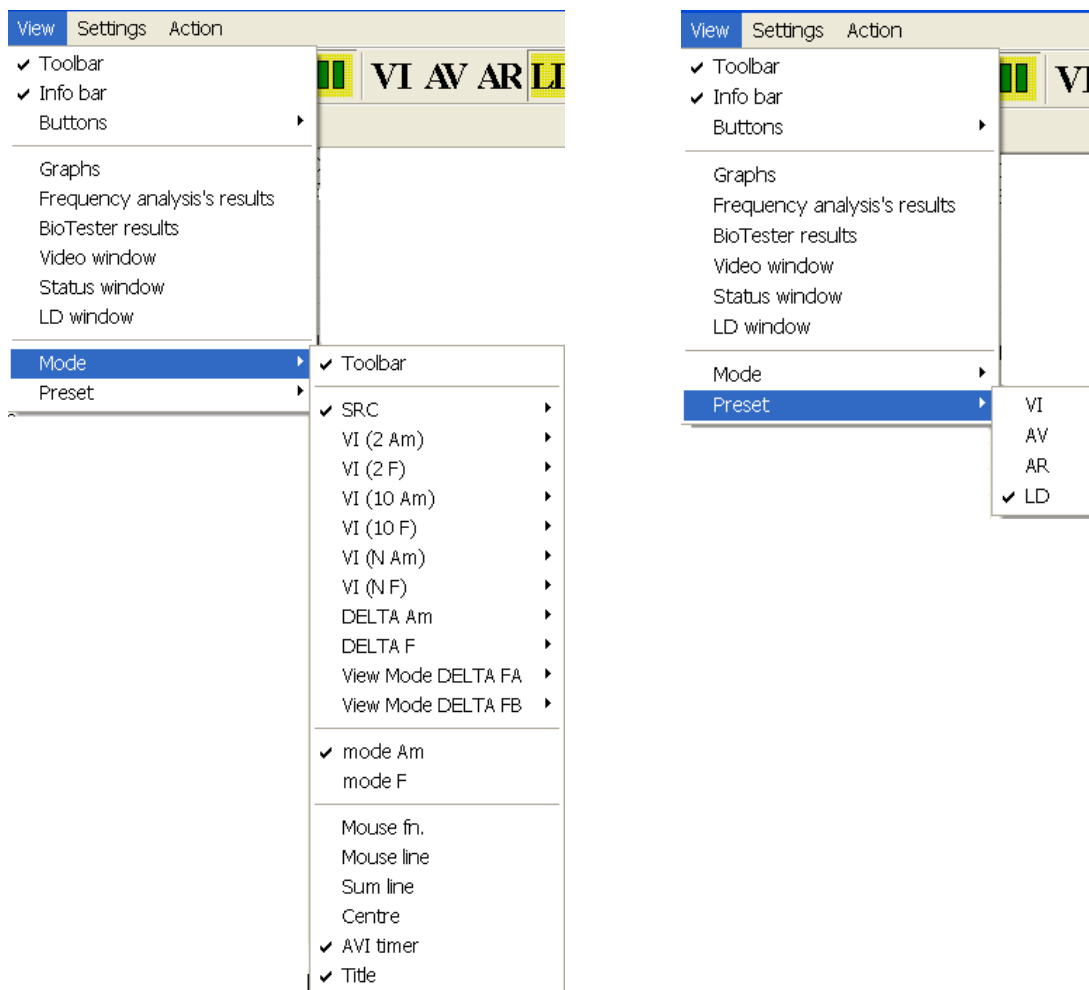 View Settings Action
Toolbar
Info bar
Buttons
VI AV AR LD
Graphs
Frequency analysis's results
BioTester results
Video window
Status window
LD window
Mode
Preset
Toolbar
SRC
VI (2 Am)
VI (2 F)
VI (10 Am)
VI (10 F)
VI (N Am)
VI (N F)
DELTA Am
DELTA F
View Mode DELTA FA
View Mode DELTA FB
mode Am
mode F
Mouse fn.
Mouse line
Sum line
Centre
AVI timer
Title
View Settings Action
Toolbar
Info bar
Buttons
VI
Graphs
Frequency analysis's results
BioTester results
Video window
Status window
LD window
Mode
Preset
VI
AV
AR
LD